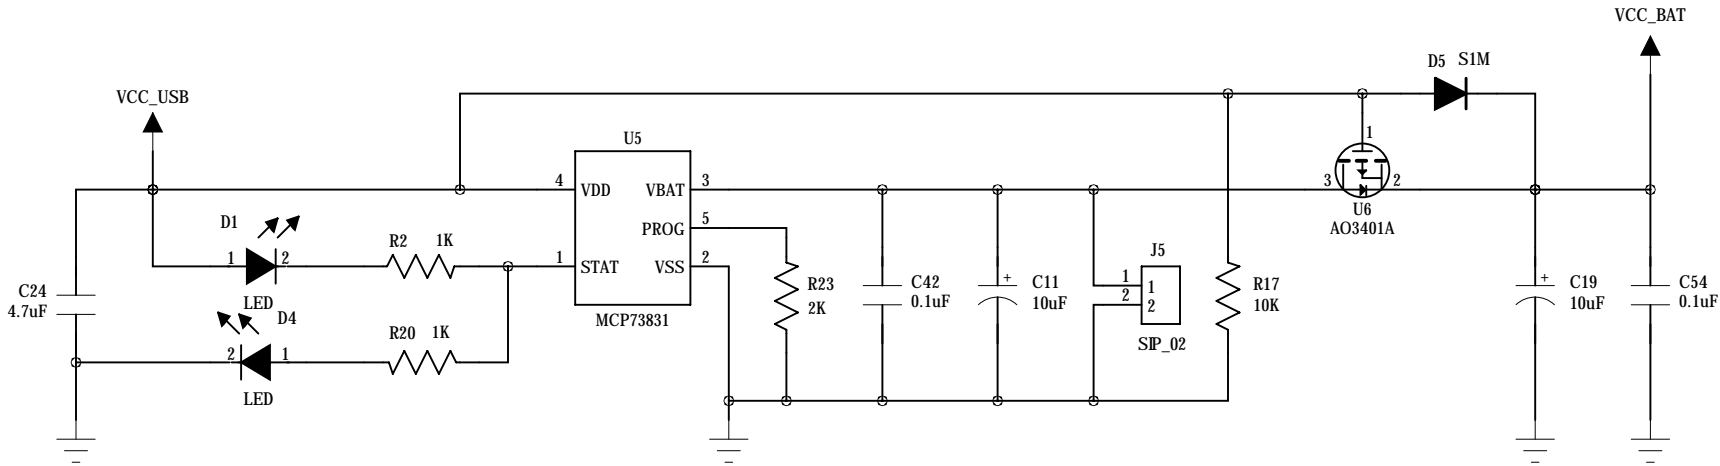 VCC_BAT
D5 S1M
VCC_USB
1
U5
4 VDD VBAT 3
3 2
U6
AO3401A
D1
PROG 5
R2 1K
1 2
1 STAT VSS 2
J5
C24
4.7uF
LED
D4
R23
2K
C42
0.1uF
+
C11
10uF
1 1
2 2
R17
10K
+
C19
10uF
C54
0.1uF
MCP73831
R20 1K
SIP_02
2 1
LED